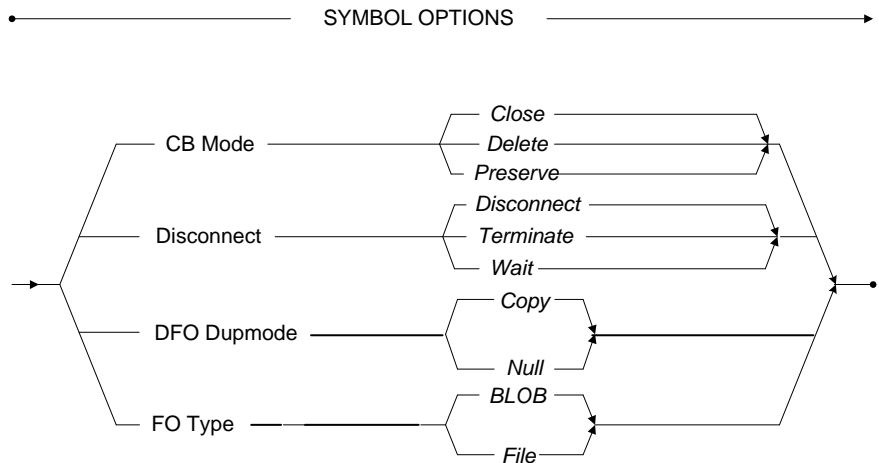 SYMBOL OPTIONS
Close
CB Mode
Delete
Preserve
Disconnect
Disconnect
Terminate
Wait
Copy
DFO Dupmode
Null
BLOB
FO Type
File